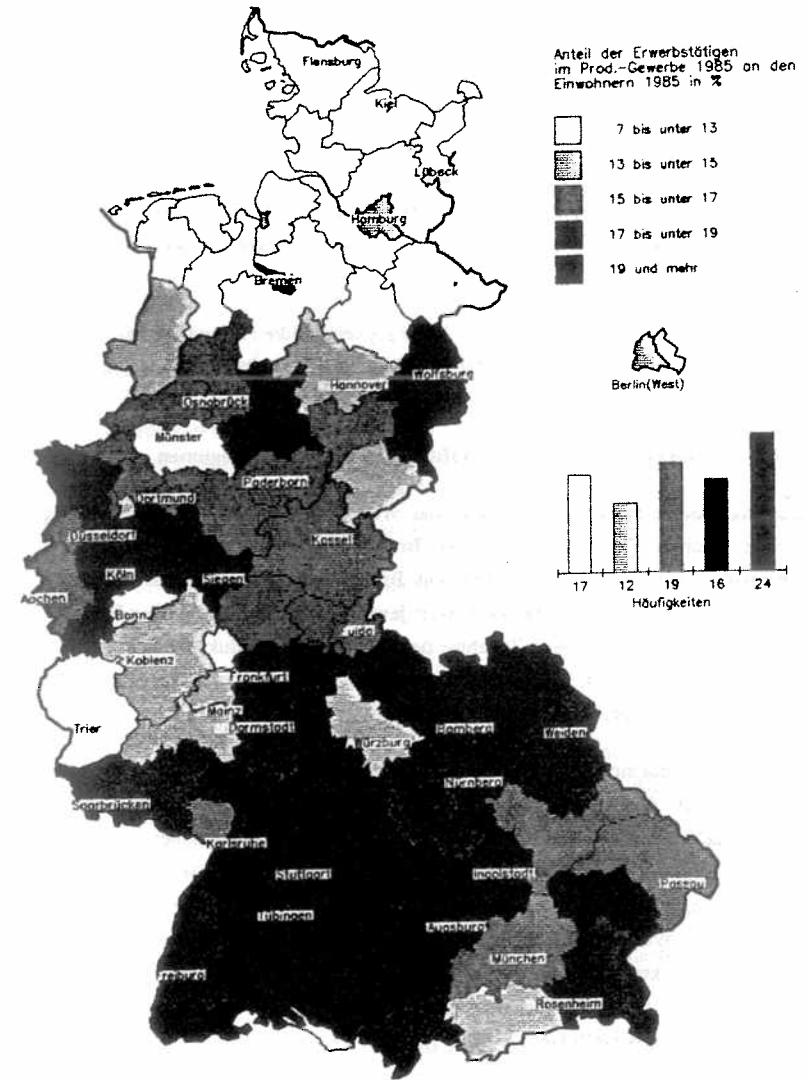 Anteil der Erwerbstätigen
im Prod.-Gewerbe 1985 an den
Einwohnern 1985 in %
7 bis unter 13
13 bis unter 15
15 bis unter 17
17 bis unter 19
19 und mehr
Berlin(West)
17 12 19 16 24
Häufigkeiten
Flensburg
Kiel
Lübeck
Hamburg
Bremen
Wolfsburg
Hannover
Osnabrück
Münster
Paderborn
Dortmund
Düsseldorf
Kassel
Köln
Siegen
Aachen
Bonn
Koblenz
Frankfurt
Mainz
Trier
Darmstadt
Bamberg
Weiden
Nürnberg
Saarbrücken
Karlsruhe
Stuttgart
Passau
Tübingen
Augsburg
München
Rosenheim